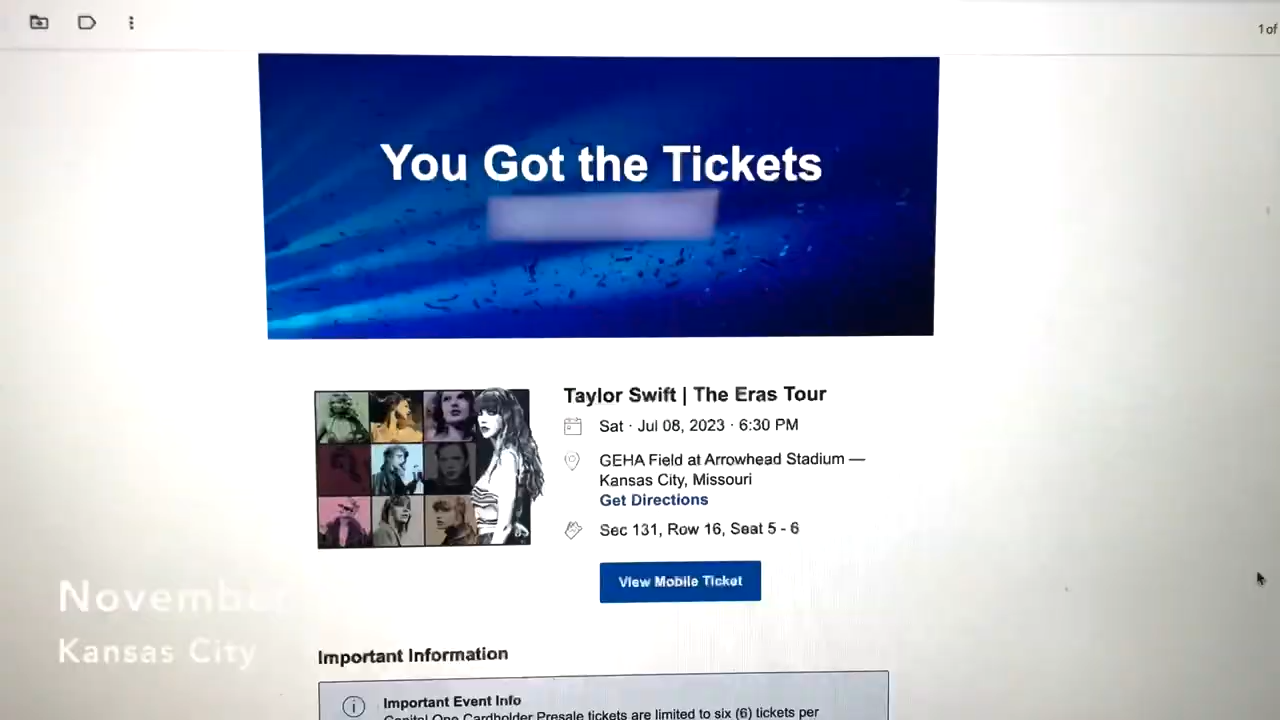 1 of
You Got the Tickets
Taylor Swift | The Eras Tour
Sat · Jul 08, 2023 · 6:30 PM
GEHA Field at Arrowhead Stadium —
Kansas City, Missouri
Get Directions
Sec 131, Row 16, Seat 5 - 6
View Mobile Ticket
November
Kansas City
Important Information
Important Event Info
Capital One Cardholder Presale tickets are limited to six (6) tickets per